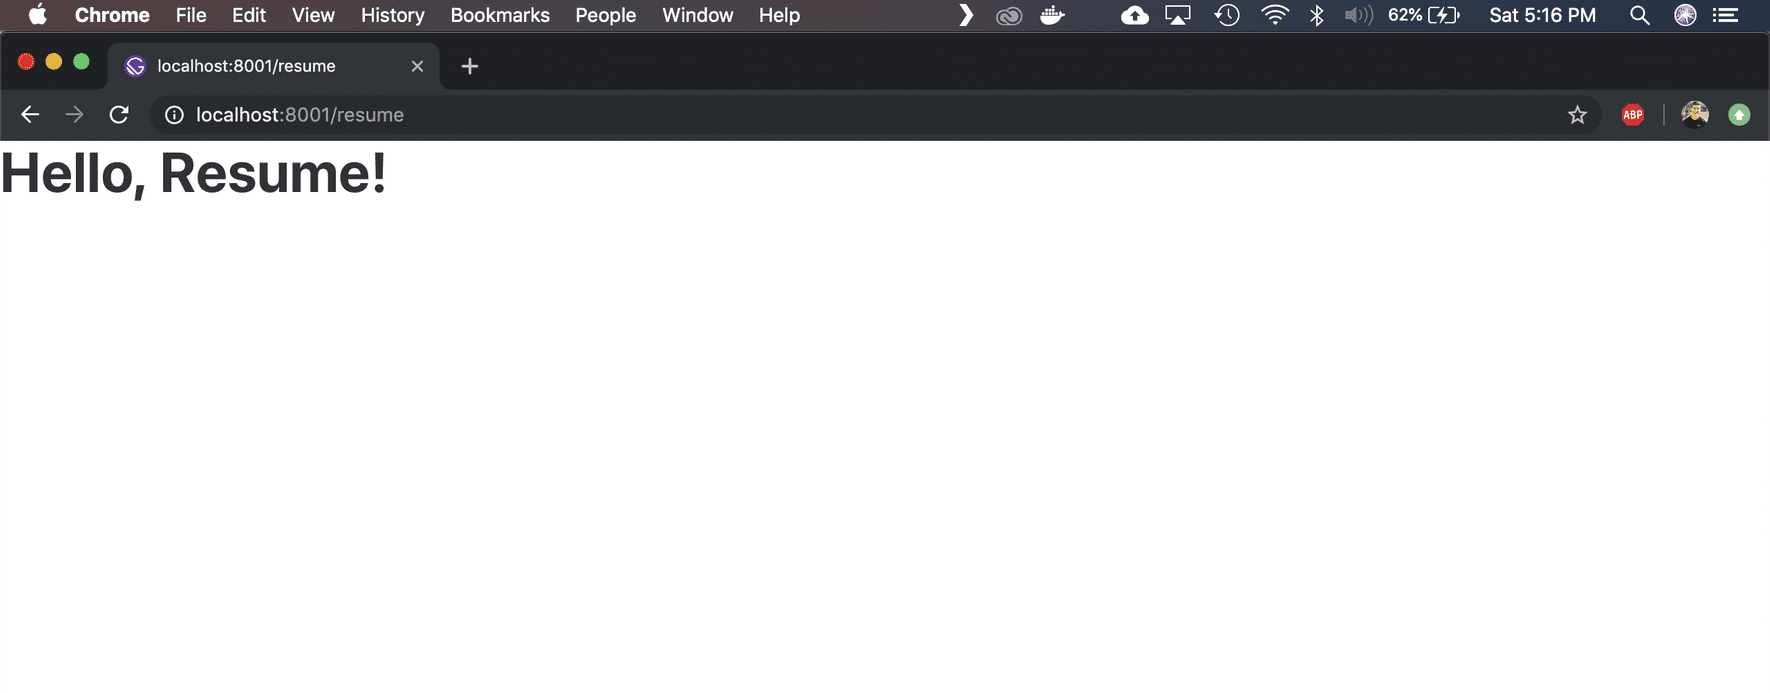 Chrome File Edit View History Bookmarks People Window Help 62% Sat 5:16 PM
localhost:8001/resume
localhost:8001/resume ABP
Hello, Resume!